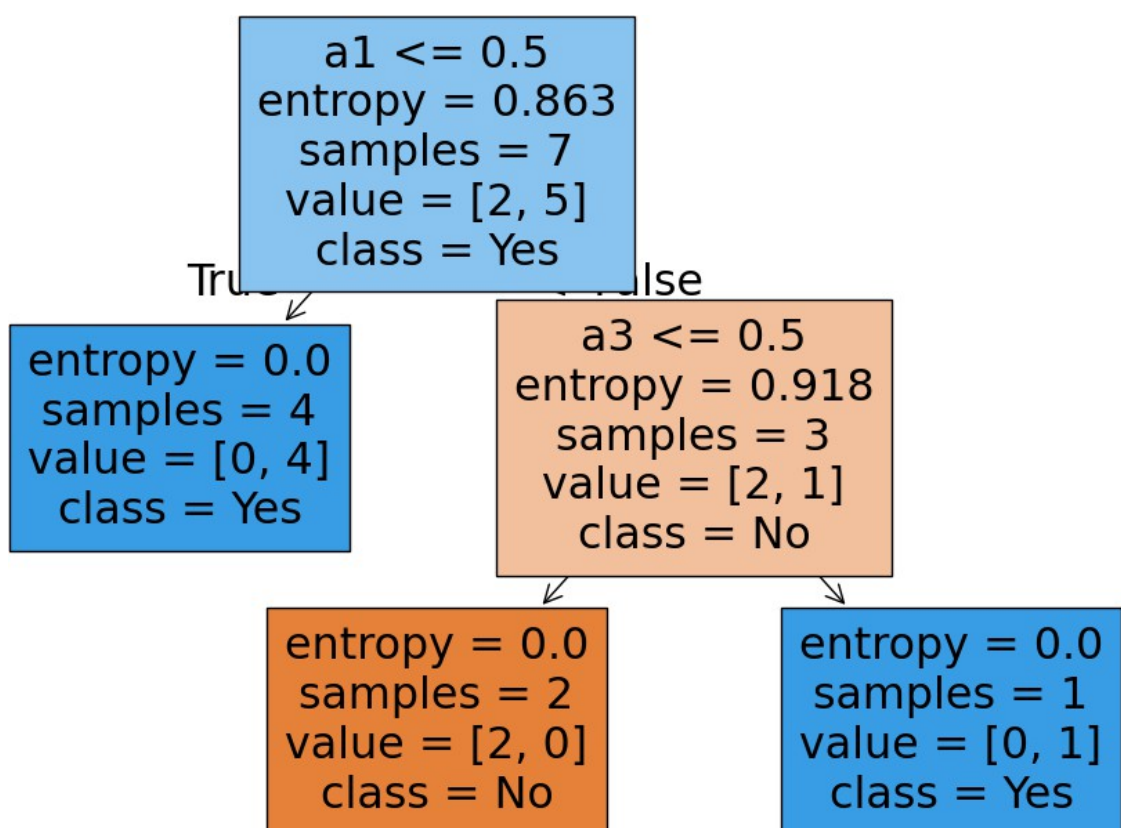 a1 <= 0.5
entropy = 0.863
samples = 7
value = [2, 5]
class = Yes
True
False
entropy = 0.0
samples = 4
value = [0, 4]
class = Yes
a3 <= 0.5
entropy = 0.918
samples = 3
value = [2, 1]
class = No
entropy = 0.0
samples = 2
value = [2, 0]
class = No
entropy = 0.0
samples = 1
value = [0, 1]
class = Yes